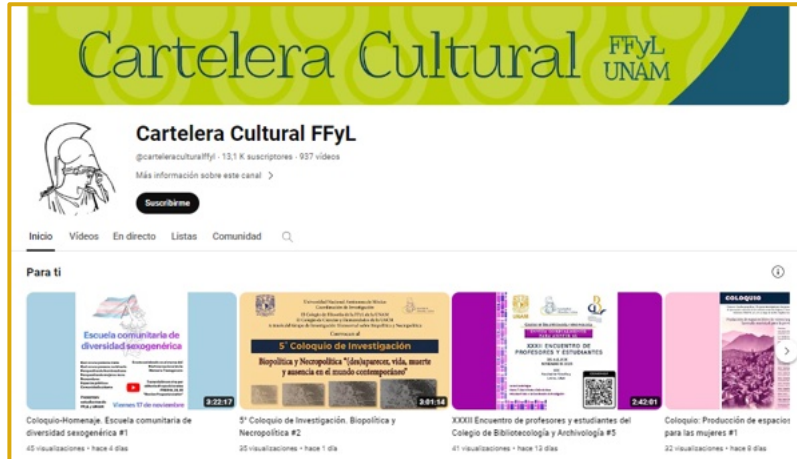 Cartelera Cultural FFyL
UNAM
Cartelera Cultural FFyL
@carteleraculturalffyl · 13,1 K suscriptores · 937 vídeos
Más información sobre este canal >
Suscribirme
Inicio Vídeos En directo Listas Comunidad
Para ti
Escuela comunitaria de
diversidad sexogenérica
Viernes 17 de noviembre
3:22:17
Universidad Nacional Autónoma de México
Coordinación de Investigación
Convocan al
5° Coloquio de Investigación
Biopolítica y Necropolítica "(des)aparecer, vida, muerte
y ausencia en el mundo contemporáneo"
3:01:14
UNAM
XXXII ENCUENTRO DE
PROFESORES Y ESTUDIANTES
2:42:01
COLOQUIO
Coloquio-Homenaje. Escuela comunitaria de
diversidad sexogenérica #1
45 visualizaciones • hace 4 días
5° Coloquio de Investigación. Biopolítica y
Necropolítica #2
35 visualizaciones • hace 1 día
XXXII Encuentro de profesores y estudiantes del
Colegio de Bibliotecología y Archivología #5
41 visualizaciones • hace 13 días
Coloquio: Producción de espacios
para las mujeres #1
32 visualizaciones • hace 8 días